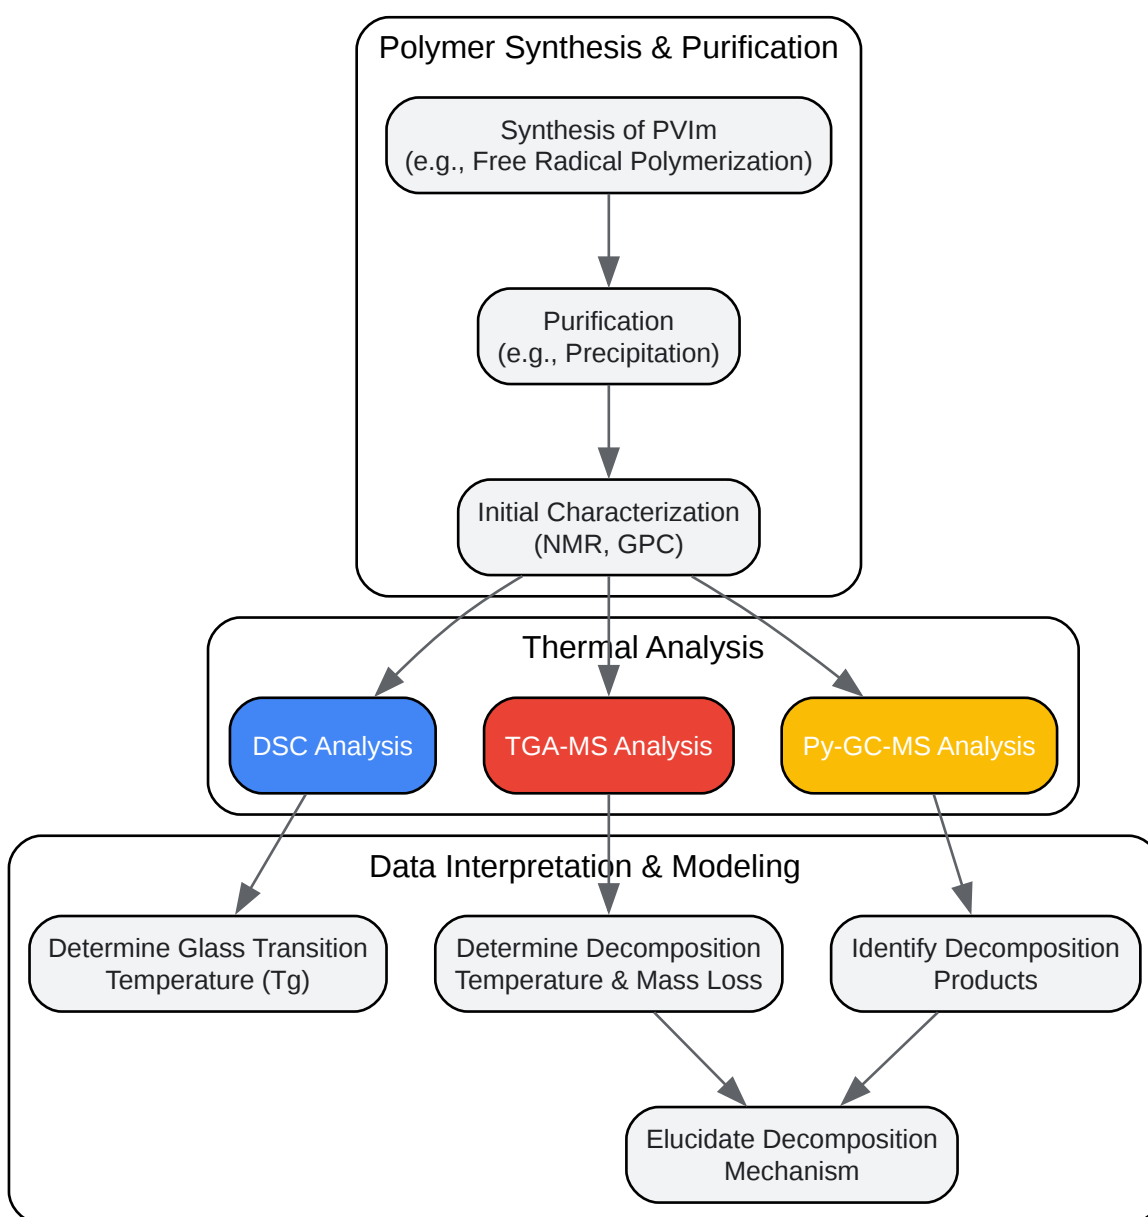 Polymer Synthesis & Purification
Synthesis of PVIm
(e.g., Free Radical Polymerization)
Purification
(e.g., Precipitation)
Initial Characterization
(NMR, GPC)
Thermal Analysis
DSC Analysis
TGA-MS Analysis
Py-GC-MS Analysis
Data Interpretation & Modeling
Determine Glass Transition
Temperature (Tg)
Determine Decomposition
Temperature & Mass Loss
Identify Decomposition
Products
Elucidate Decomposition
Mechanism